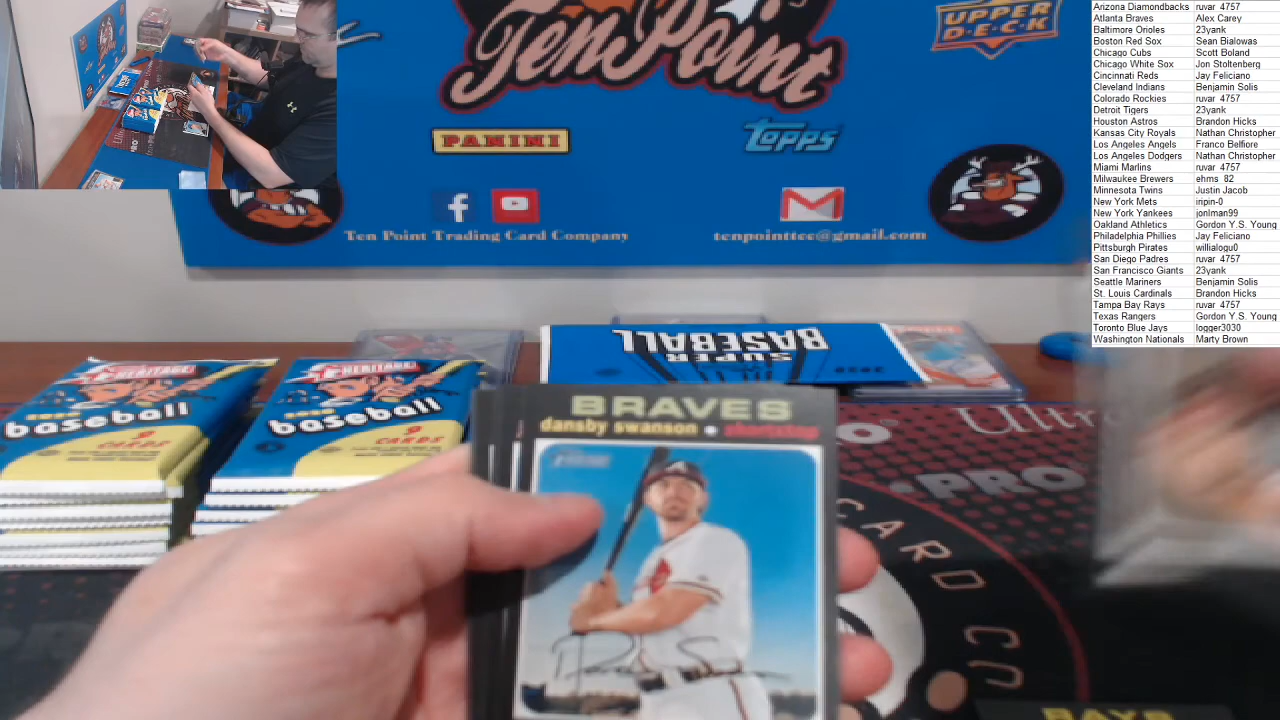 Ten Point
UPPER
DECK
PANINI
topps
Ten Point Trading Card Company
tenpointtcc@gmail.com
Arizona Diamondbacks ruvar 4757
Atlanta Braves Alex Carey
Baltimore Orioles 23yank
Boston Red Sox Sean Bialowas
Chicago Cubs Scott Boland
Chicago White Sox Jon Stoltenberg
Cincinnati Reds Jay Feliciano
Cleveland Indians Benjamin Solis
Colorado Rockies ruvar 4757
Detroit Tigers 23yank
Houston Astros Brandon Hicks
Kansas City Royals Nathan Christopher
Los Angeles Angels Franco Belfiore
Los Angeles Dodgers Nathan Christopher
Miami Marlins ruvar 4757
Milwaukee Brewers ehms 82
Minnesota Twins Justin Jacob
New York Mets iripin-0
New York Yankees jonlman99
Oakland Athletics Gordon Y.S. Young
Philadelphia Phillies Jay Feliciano
Pittsburgh Pirates willialogu0
San Diego Padres ruvar 4757
San Francisco Giants 23yank
Seattle Mariners Benjamin Solis
St. Louis Cardinals Brandon Hicks
Tampa Bay Rays ruvar 4757
Texas Rangers Gordon Y.S. Young
Toronto Blue Jays logger3030
Washington Nationals Marty Brown
SUPER
BASEBALL
HERITAGE
2020
baseball
9
CARDS
HERITAGE
2020
baseball
9
CARDS
BRAVES
dansby swanson • shortstop
Ultra
PRO
CARD CO